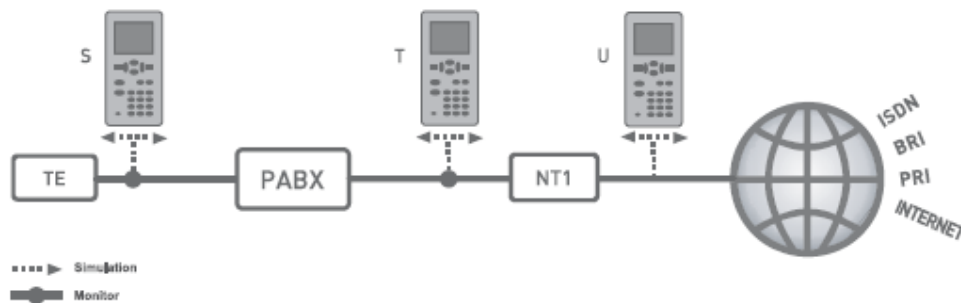 S
T
U
ISDN
BRI
PRI
INTERNET
TE
PABX
NT1
Simulation
Monitor